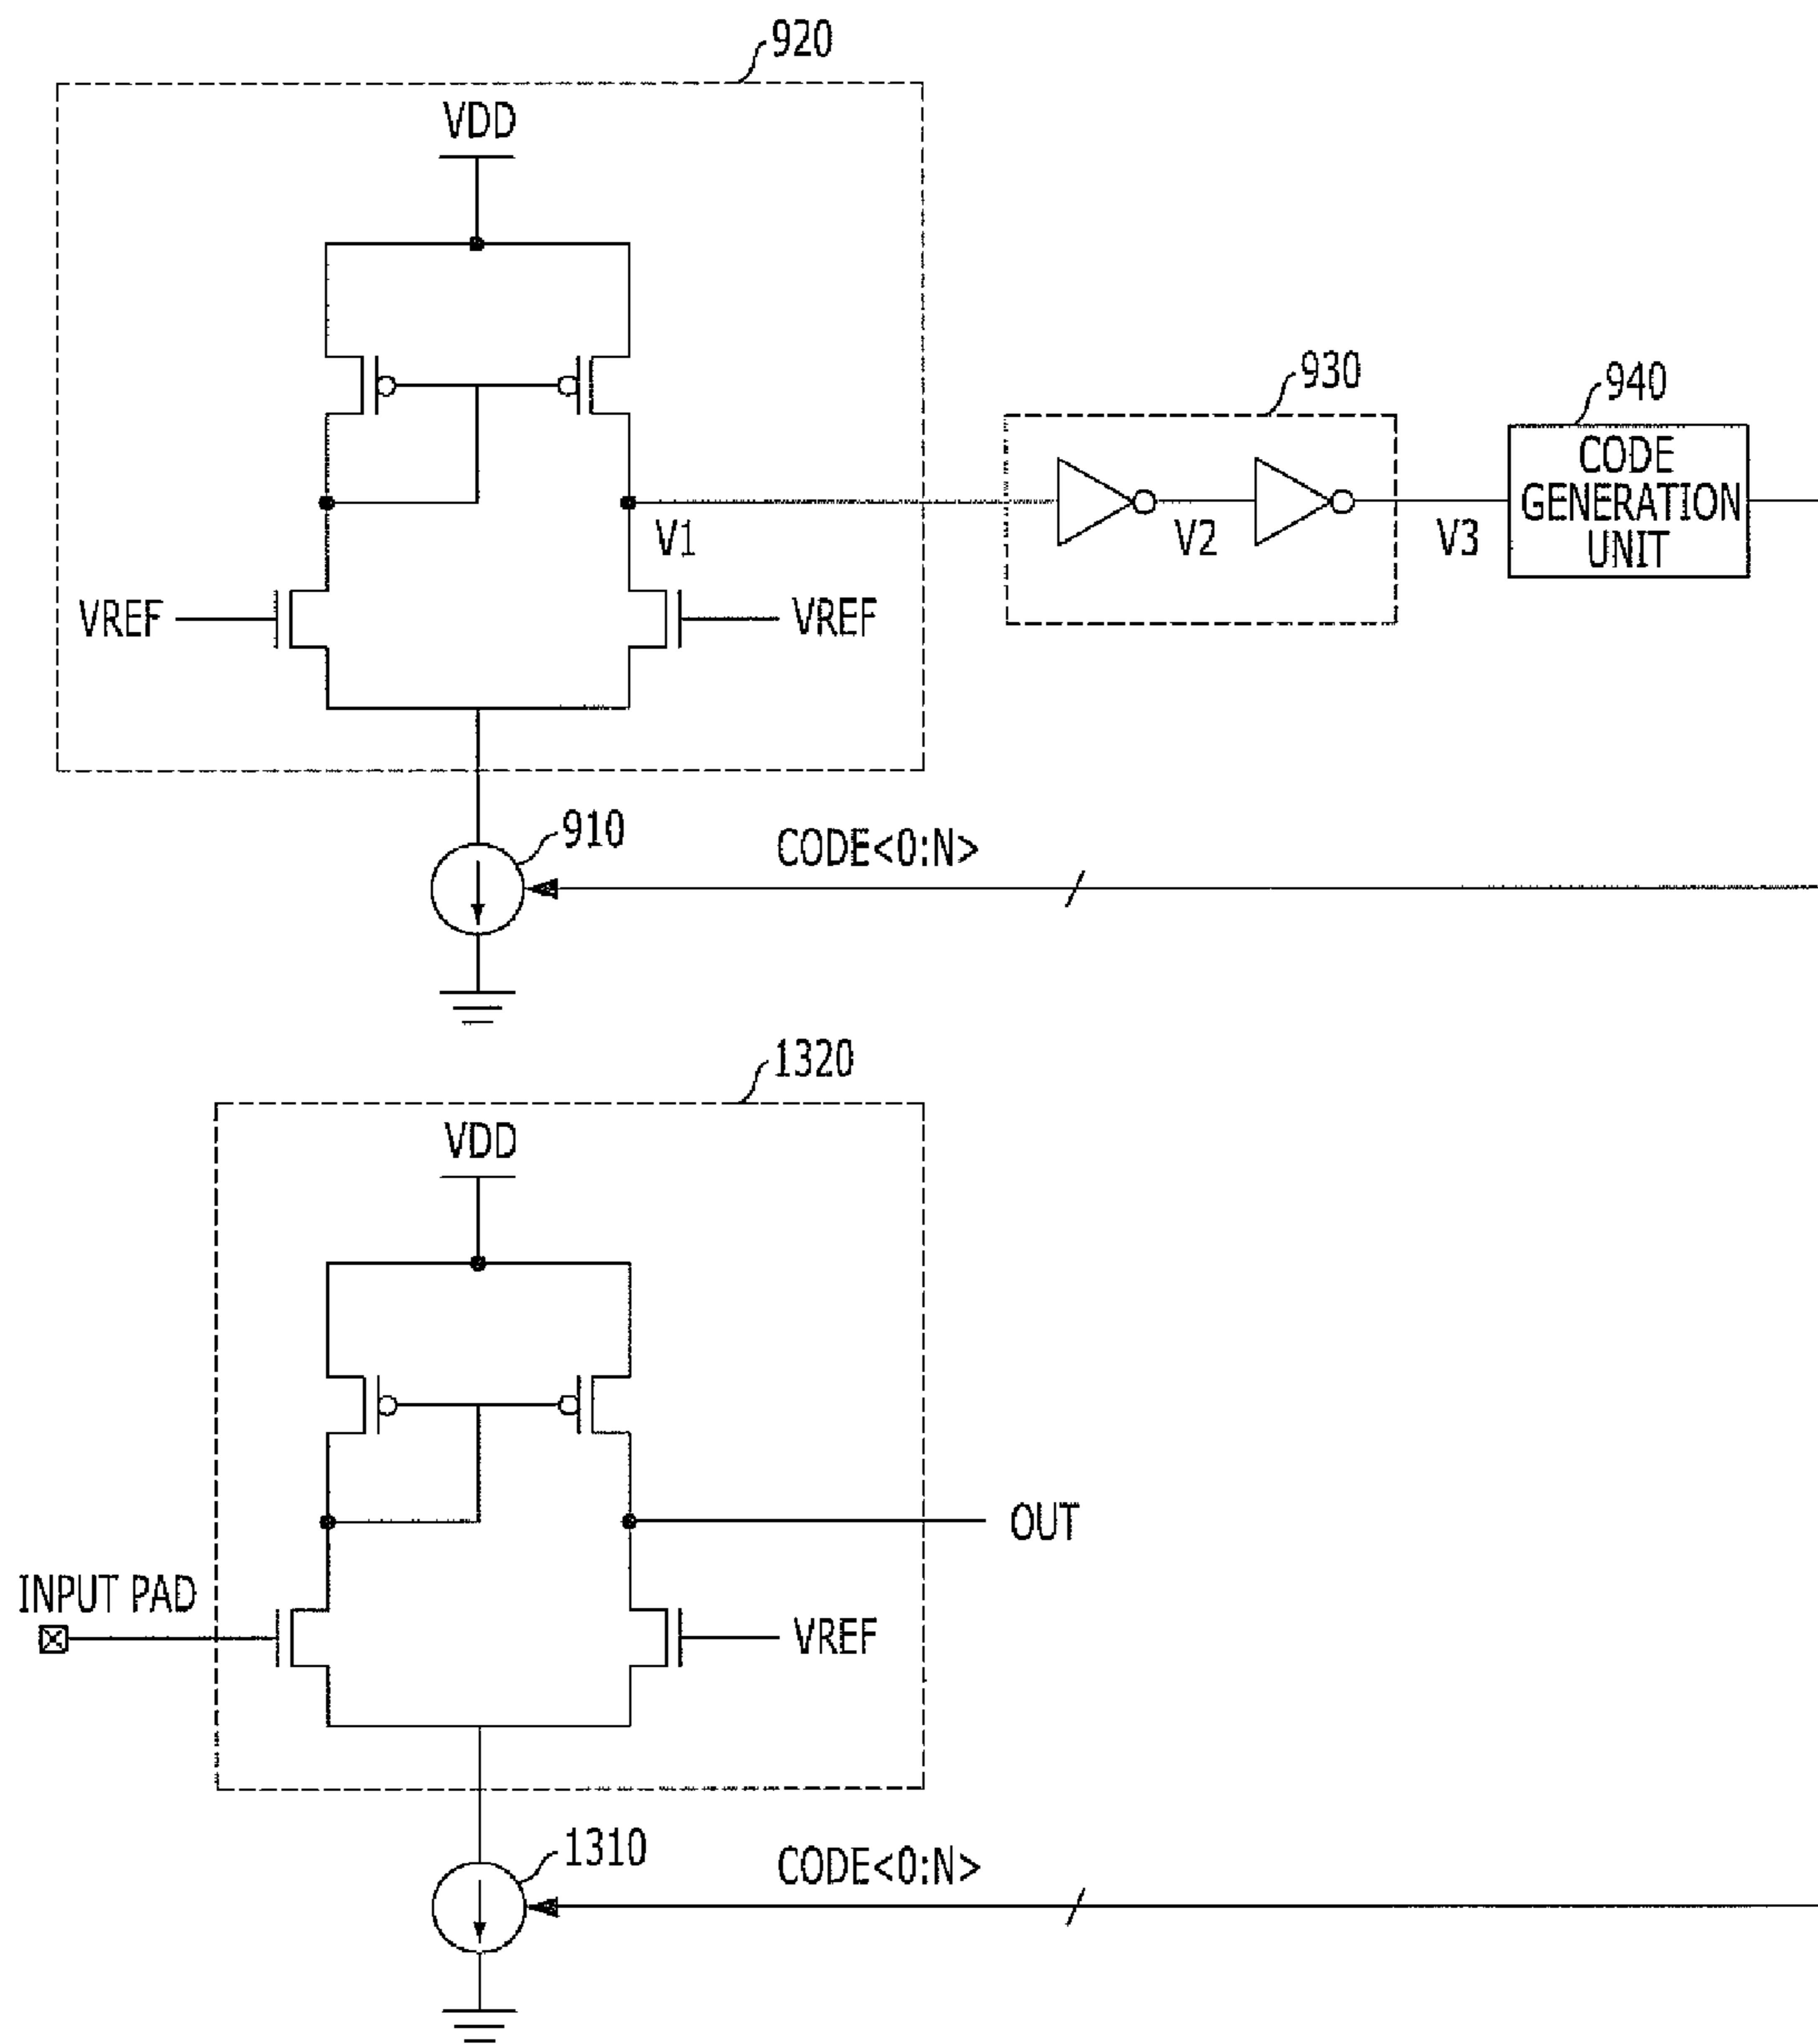 920
VDD
930
940
CODE
GENERATION
UNIT
V1
V2
V3
VREF
VREF
910
CODE<0:N>
1320
VDD
OUT
INPUT PAD
VREF
1310
CODE<0:N>